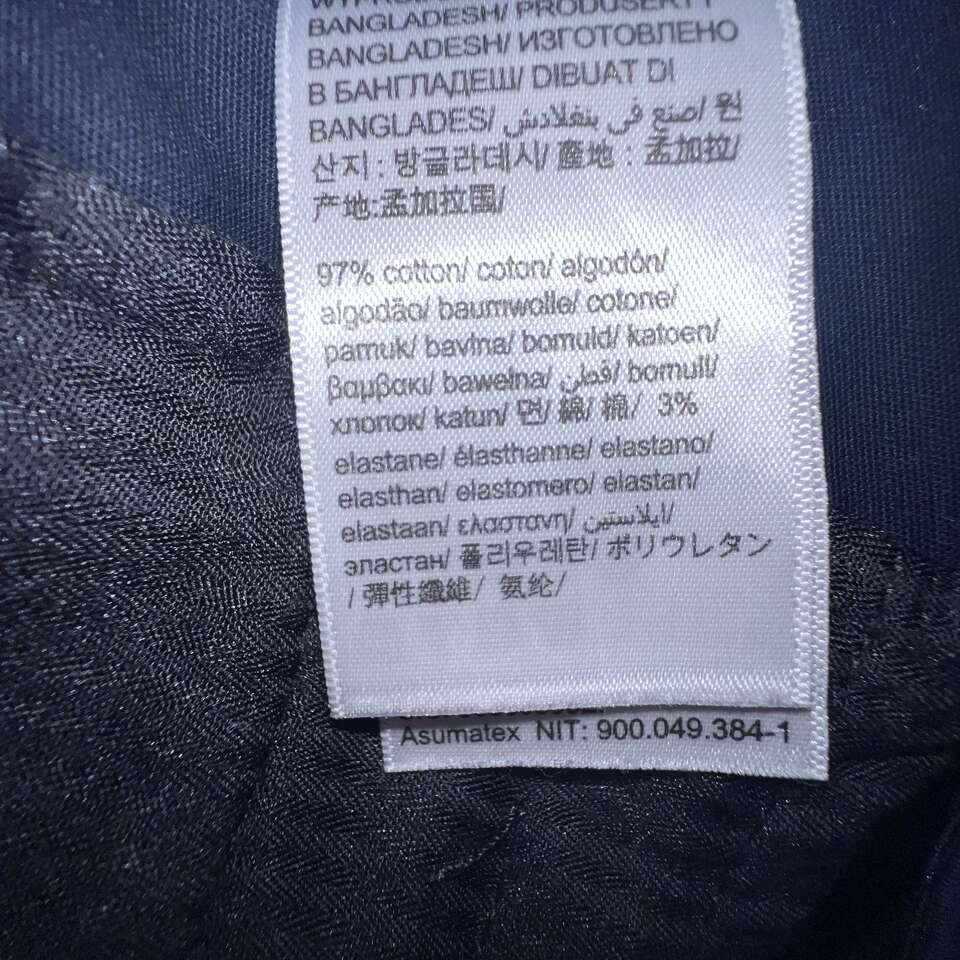 BANGLADESH/ PRODUSERT I
BANGLADESH/ ИЗГОТОВЛЕНО
В БАНГЛАДЕШ/ DIBUAT DI
BANGLADES/ صنع في بنغلادش/ 원
산지 : 방글라데시/ 產地 : 孟加拉/
产地:孟加拉国/
97% cotton/ coton/ algodón/
algodão/ baumwolle/ cotone/
pamuk/ bavlna/ bomuld/ katoen/
βαμβακι/ bawełna/ قطن/ bomull/
хлопок/ katun/ 면/ 綿/ 棉/ 3%
elastane/ élasthanne/ elastano/
elasthan/ elastomero/ elastan/
elastaan/ ελαστανη/ ايلاستين/
эластан/ 폴리우레탄/ ポリウレタン
/ 彈性纖維/ 氨纶/
Asumatex NIT: 900.049.384-1